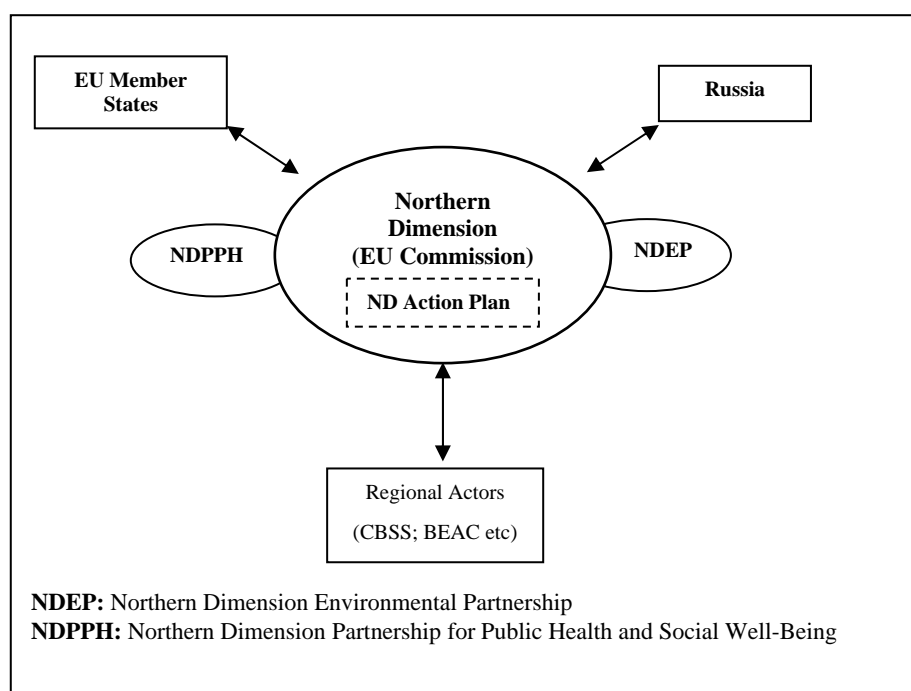 EU Member
States
Russia
Northern
Dimension
(EU Commission)
NDPPH
NDEP
ND Action Plan
Regional Actors
(CBSS; BEAC etc)
NDEP: Northern Dimension Environmental Partnership
NDPPH: Northern Dimension Partnership for Public Health and Social Well-Being